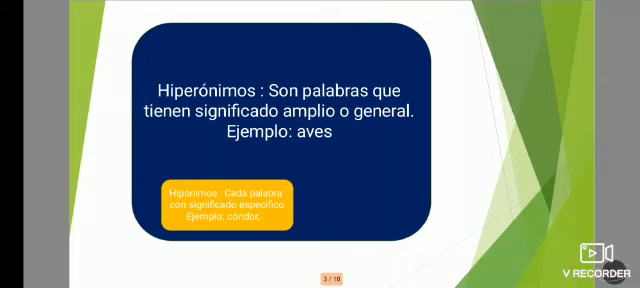 Hiperónimos : Son palabras que
tienen significado amplio o general.
Ejemplo: aves
Hipónimos : Cada palabra
con significado especifico
Ejemplo: cóndor,
3 / 10
V RECORDER